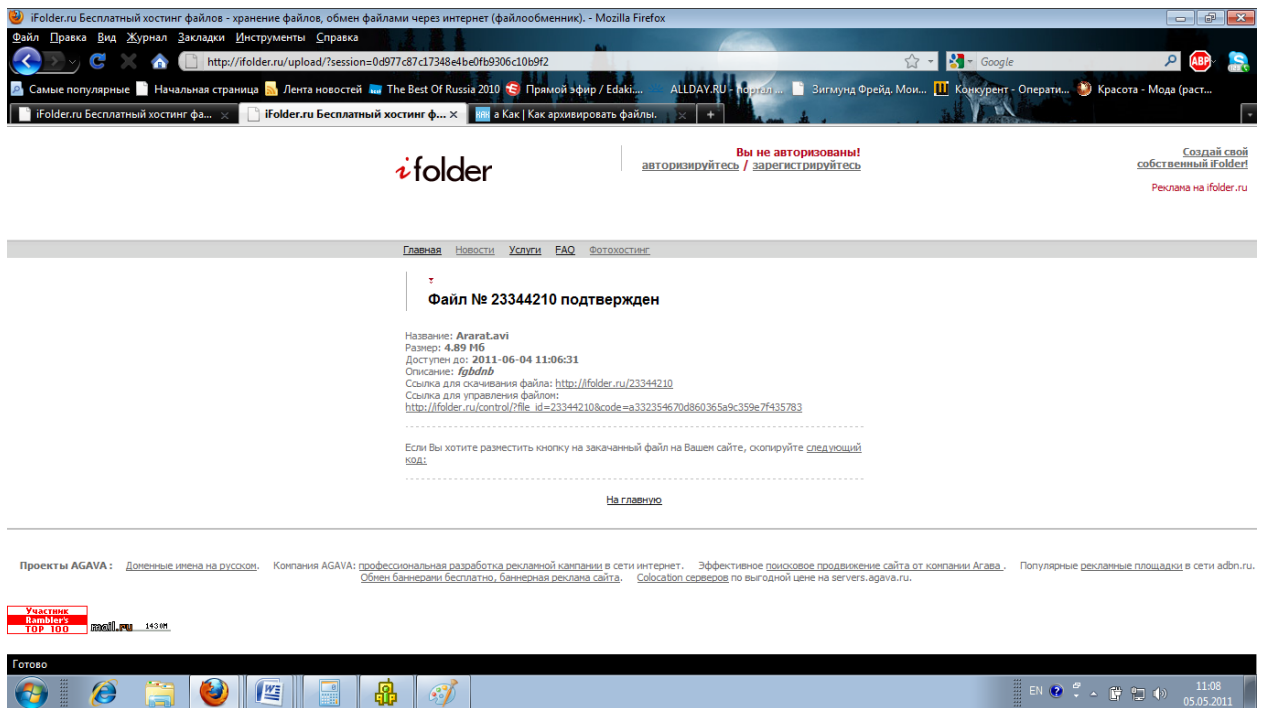 iFolder.ru Бесплатный хостинг файлов - хранение файлов, обмен файлами через интернет (файлообменник). - Mozilla Firefox
Файл Правка Вид Журнал Закладки Инструменты Справка
http://ifolder.ru/upload/?session=0d977c87c17348e4be0fb9306c10b9f2
Google
ABP
Самые популярные Начальная страница Лента новостей The Best Of Russia 2010 Прямой эфир / Edaki.... ALLDAY.RU - портал ... Зигмунд Фрейд. Мои... Конкурент - Операти... Красота - Мода (раст...
iFolder.ru Бесплатный хостинг фа... iFolder.ru Бесплатный хостинг ф... а Как | Как архивировать файлы.
ifolder
Вы не авторизованы!
авторизируйтесь / зарегистрируйтесь
Создай свой
собственный iFolder!
Реклама на ifolder.ru
Главная Новости Услуги FAQ Фотохостинг
Файл № 23344210 подтвержден
Название: Ararat.avi
Размер: 4.89 Мб
Доступен до: 2011-06-04 11:06:31
Описание: fgbdnb
Ссылка для скачивания файла: http://ifolder.ru/23344210
Ссылка для управления файлом:
http://ifolder.ru/control/?file_id=23344210&code=a332354670d860365a9c359e7f435783
Если Вы хотите разместить кнопку на закачанный файл на Вашем сайте, скопируйте следующий
код:
На главную
Проекты AGAVA : Доменные имена на русском. Компания AGAVA: профессиональная разработка рекламной кампании в сети интернет. Эффективное поисковое продвижение сайта от компании Агава . Популярные рекламные площадки в сети adbn.ru.
Обмен баннерами бесплатно, баннерная реклама сайта. Colocation серверов по выгодной цене на servers.agava.ru.
Участник
Rambler's
TOP 100
mail.ru
Готово
EN
11:08
05.05.2011